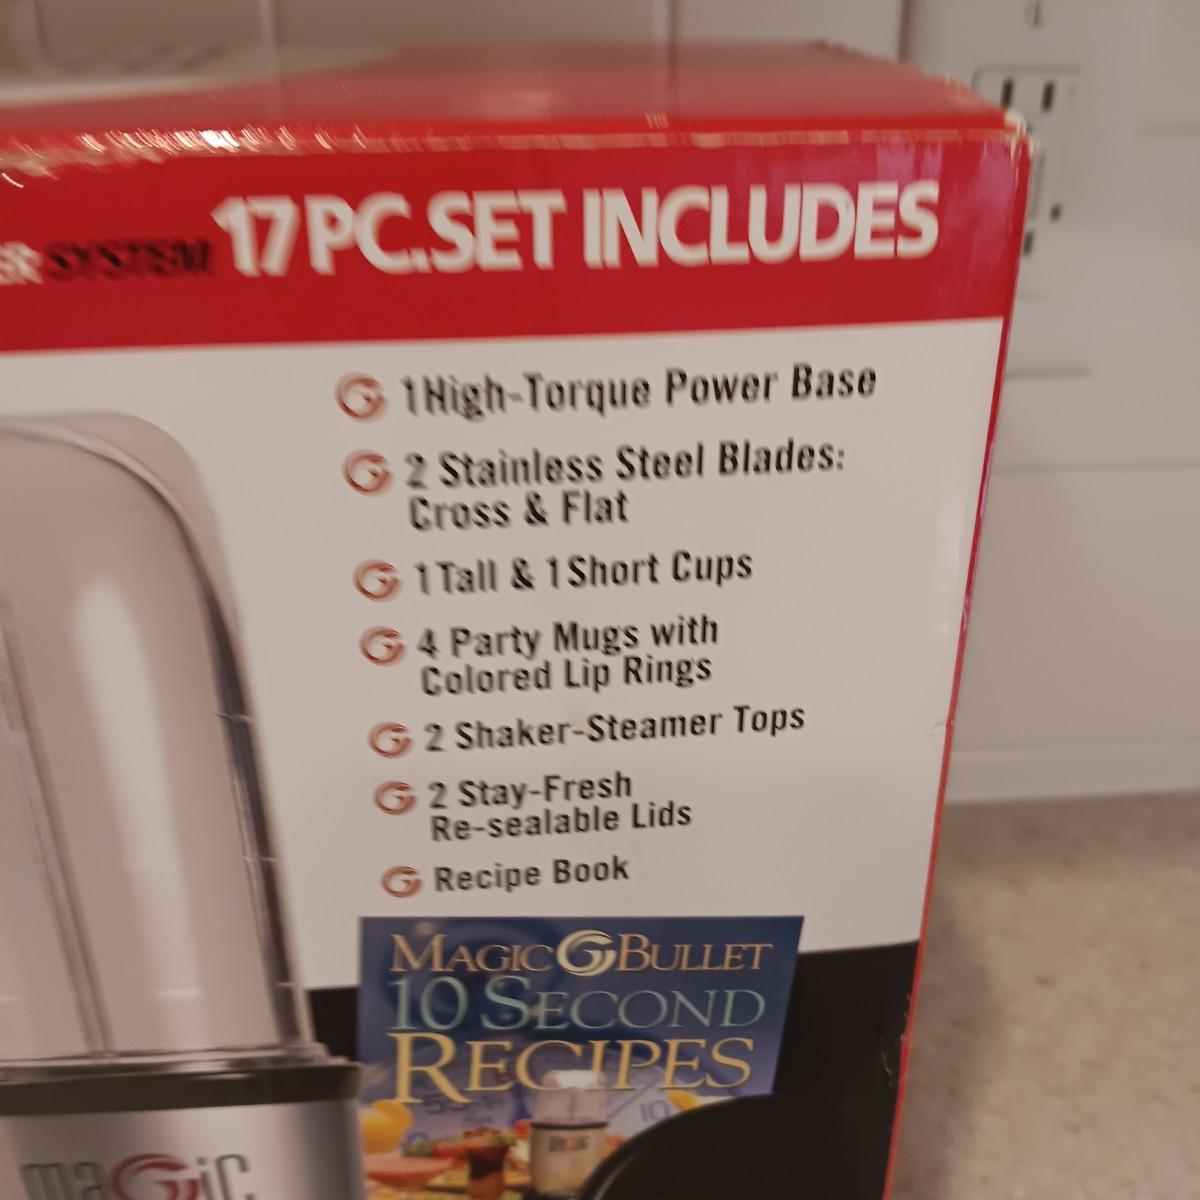 SYSTEM 17 PC. SET INCLUDES
1 High-Torque Power Base
2 Stainless Steel Blades:
Cross & Flat
1 Tall & 1 Short Cups
4 Party Mugs with
Colored Lip Rings
2 Shaker-Steamer Tops
2 Stay-Fresh
Re-sealable Lids
Recipe Book
MAGIC BULLET
10 SECOND
RECIPES
magic